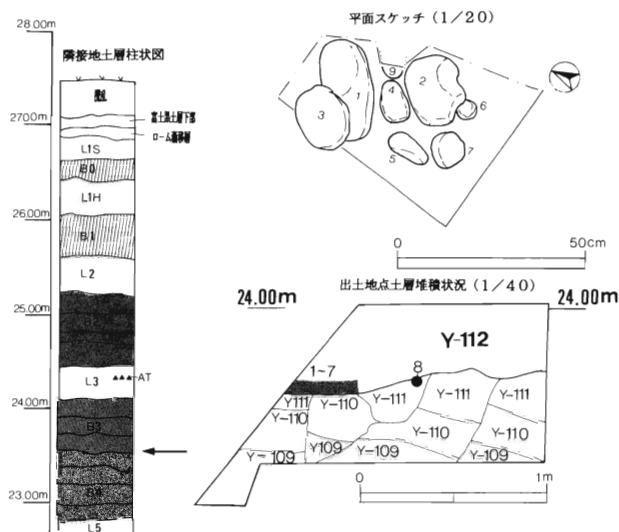 28.00m
隣接地土層柱状図
富士黒土層下部
ローム漸移層
27.00m
L1S
B0
L1H
26.00m
B1
L2
25.00m
L3
AT
24.00m
B3
B4
23.00m
L5
平面スケッチ(1/20)
9
1
4
2
3
6
5
7
0
50cm
出土地点土層堆積状況(1/40)
24.00m
24.00m
Y-112
8
1~7
Y111
Y-110
Y-111
Y-111
Y-110
Y-110
Y-110
Y-109
Y109
Y-109
Y-109
0
1m